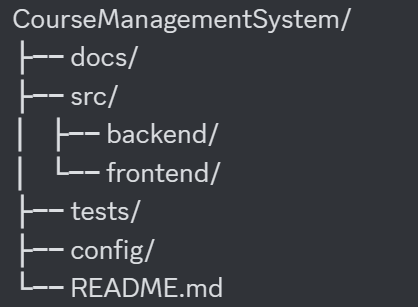 CourseManagementSystem/
├── docs/
├── src/
│   ├── backend/
│   └── frontend/
├── tests/
├── config/
└── README.md